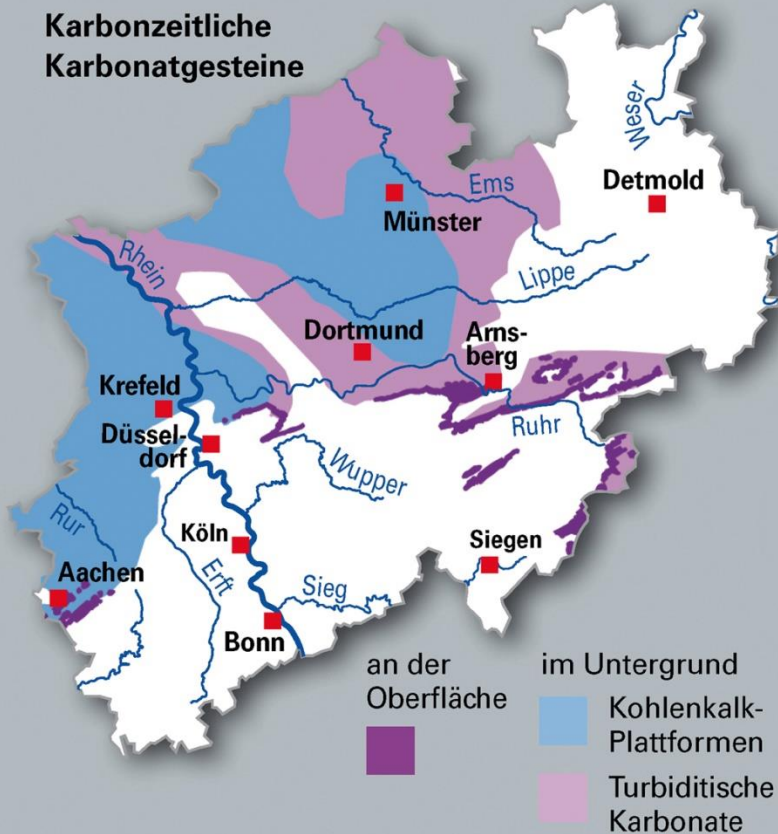 Karbonzeitliche
Karbonatgesteine
Weser
Ems
Detmold
Münster
Rhein
Lippe
Dortmund
Arns-
berg
Krefeld
Düssel-
dorf
Ruhr
Wupper
Rur
Köln
Siegen
Aachen
Erft
Sieg
Bonn
an der
Oberfläche
im Untergrund
Kohlenkalk-
Plattformen
Turbiditische
Karbonate